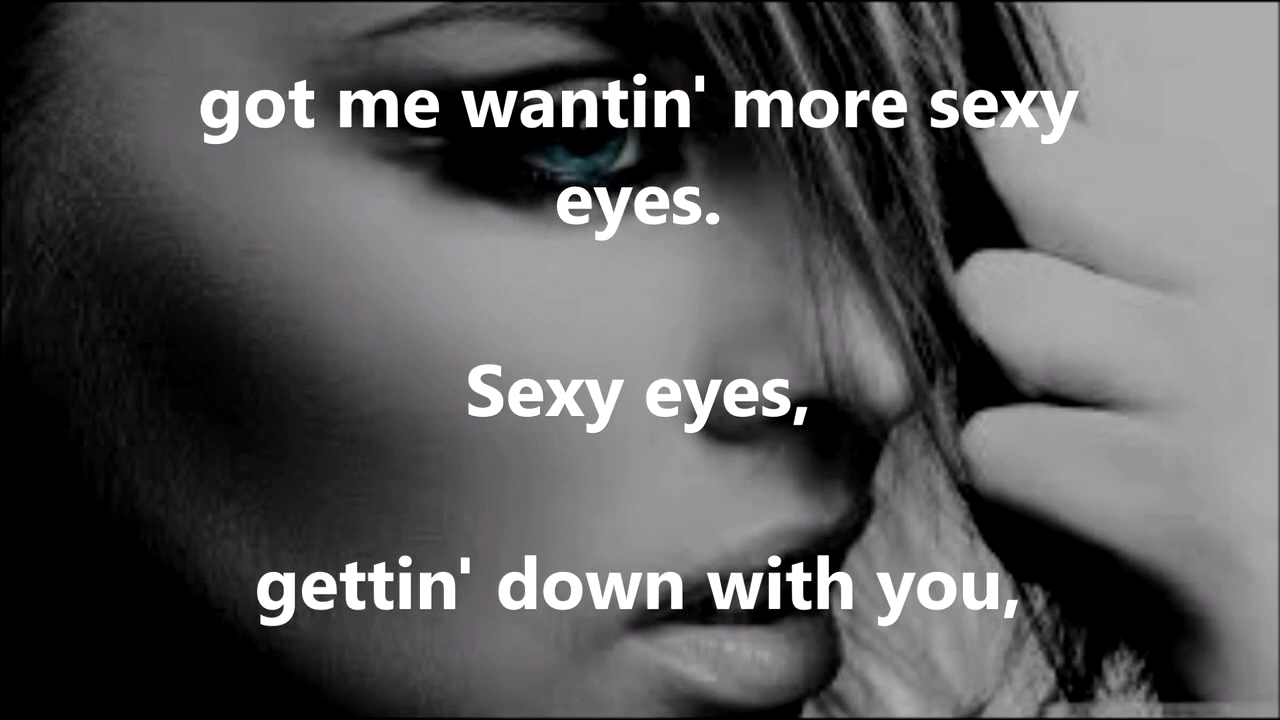 got me wantin' more sexy
eyes.
Sexy eyes,
gettin' down with you,